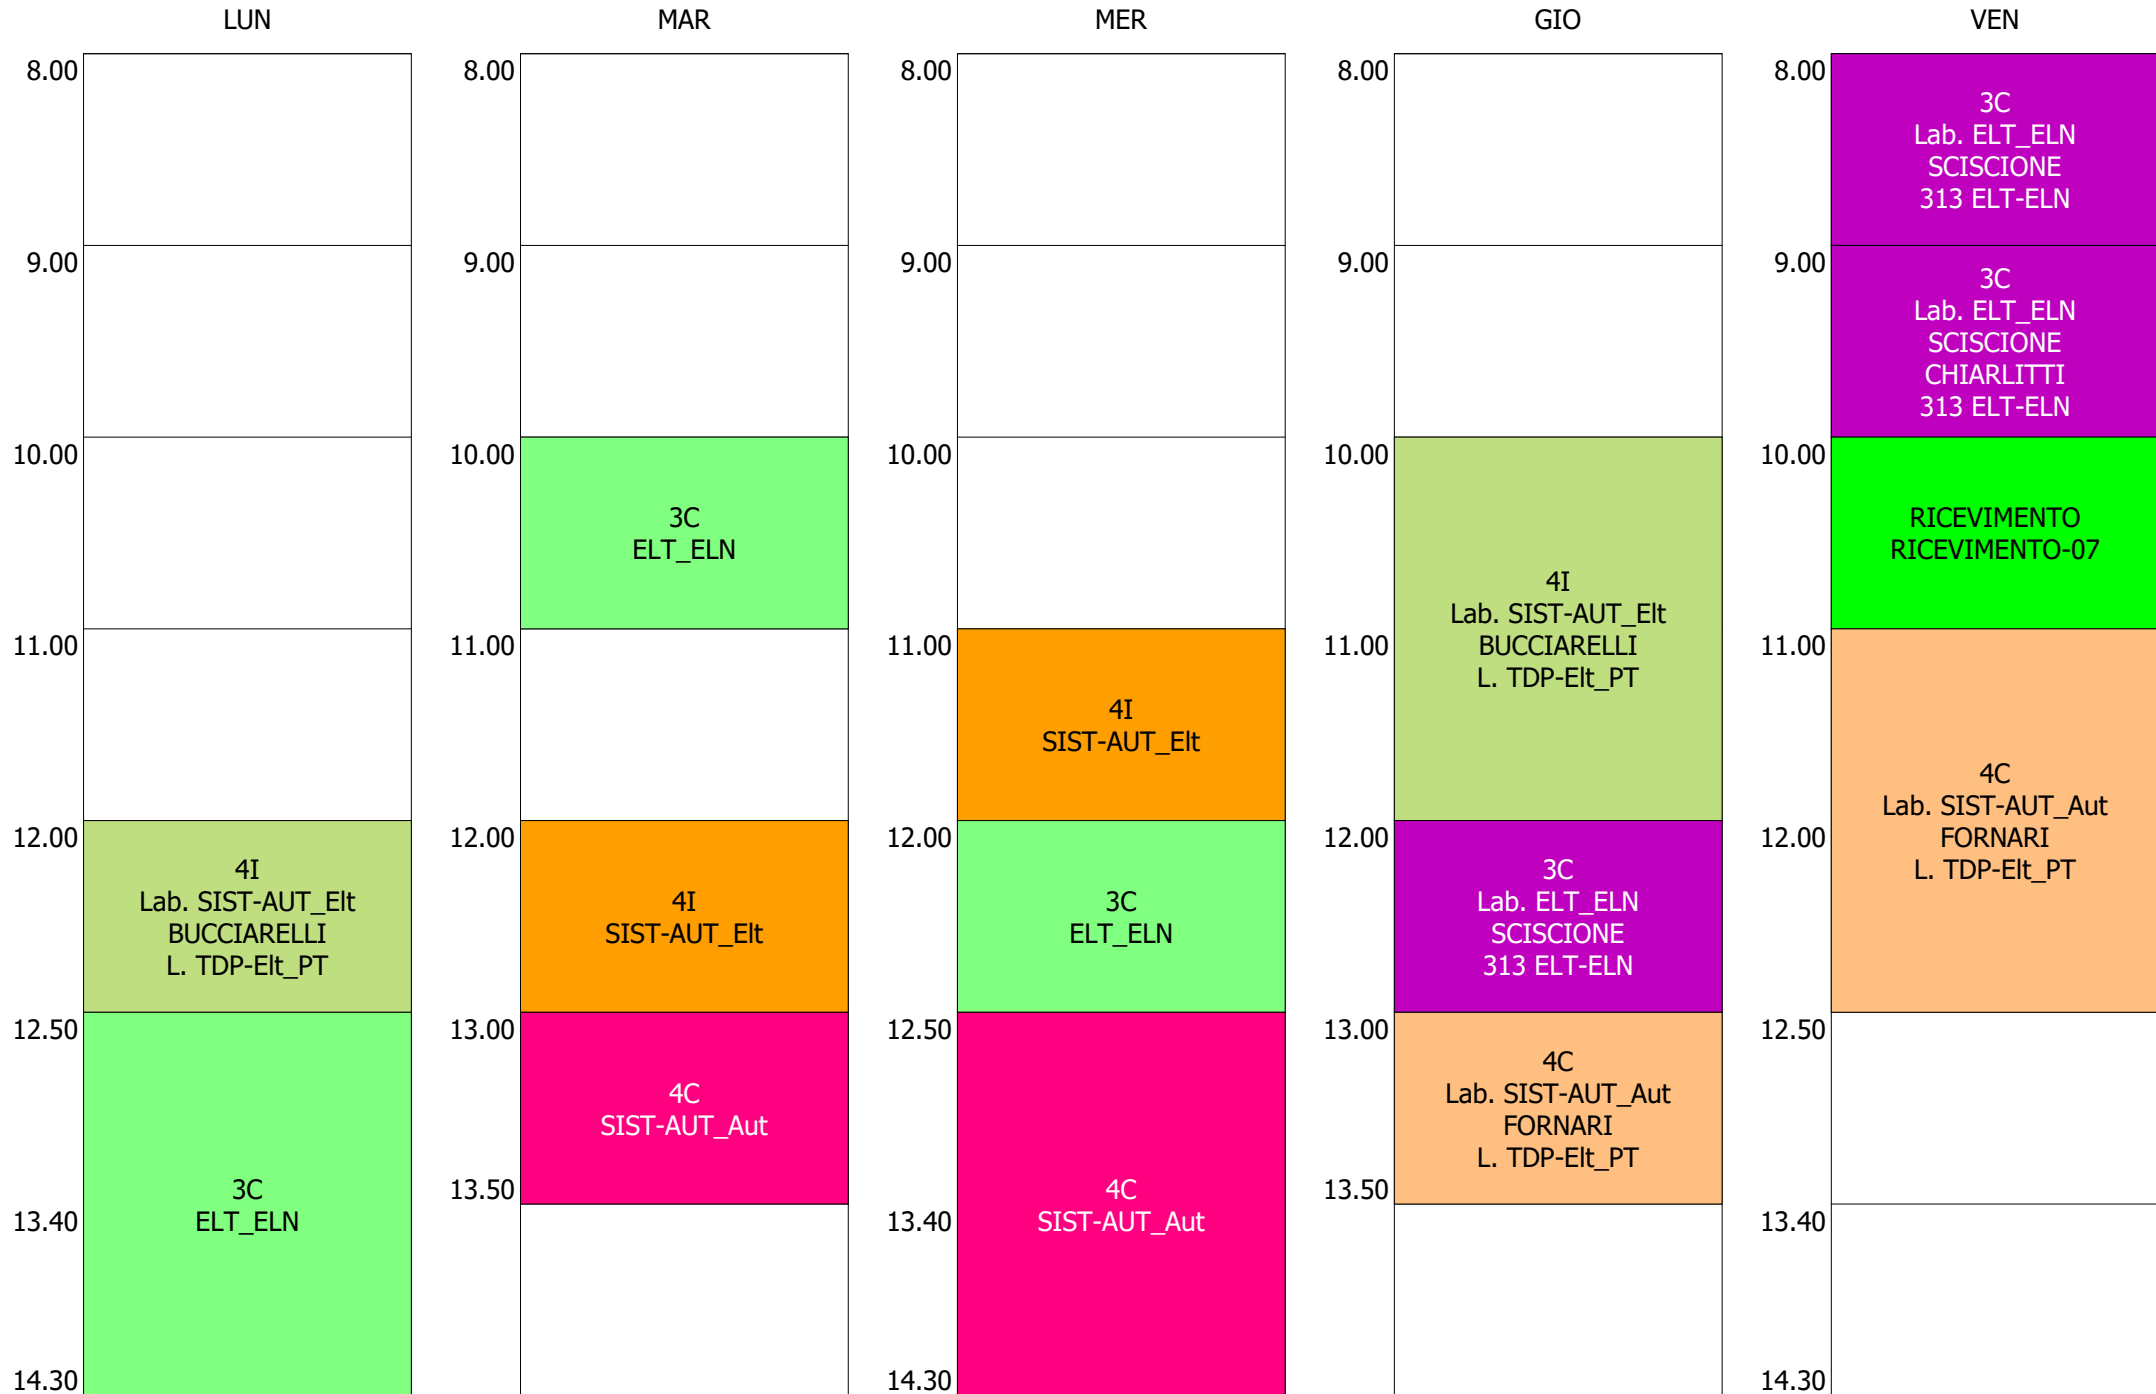 LUN
MAR
MER
GIO
VEN
8.00
9.00
10.00
11.00
12.00
4I
Lab. SIST-AUT_Elt
BUCCIARELLI
L. TDP-Elt_PT
12.50
3C
ELT_ELN
13.40
14.30
8.00
9.00
10.00
3C
ELT_ELN
11.00
12.00
4I
SIST-AUT_Elt
13.00
4C
SIST-AUT_Aut
13.50
8.00
9.00
10.00
11.00
4I
SIST-AUT_Elt
12.00
3C
ELT_ELN
12.50
4C
SIST-AUT_Aut
13.40
14.30
8.00
9.00
10.00
4I
Lab. SIST-AUT_Elt
BUCCIARELLI
L. TDP-Elt_PT
11.00
12.00
3C
Lab. ELT_ELN
SCISCIONE
313 ELT-ELN
13.00
4C
Lab. SIST-AUT_Aut
FORNARI
L. TDP-Elt_PT
13.50
8.00
3C
Lab. ELT_ELN
SCISCIONE
313 ELT-ELN
9.00
3C
Lab. ELT_ELN
SCISCIONE
CHIARLITTI
313 ELT-ELN
10.00
RICEVIMENTO
RICEVIMENTO-07
11.00
4C
Lab. SIST-AUT_Aut
FORNARI
L. TDP-Elt_PT
12.00
12.50
13.40
14.30